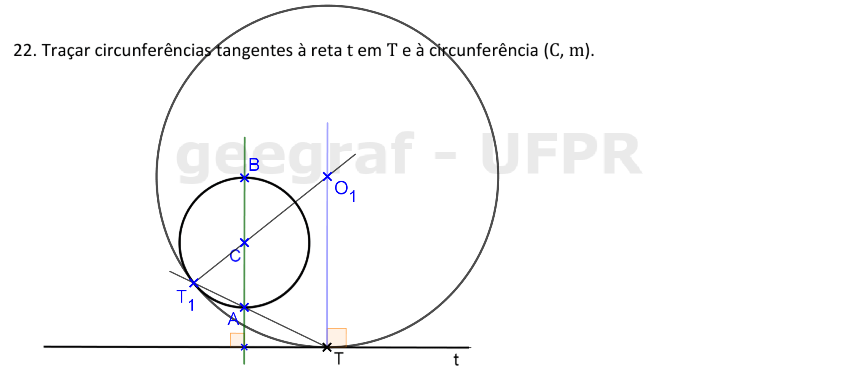 22. Traçar circunferências tangentes à reta t em T e à circunferência (C, m).
geegraf - UFPR
B
O1
C
T1
A
T
t